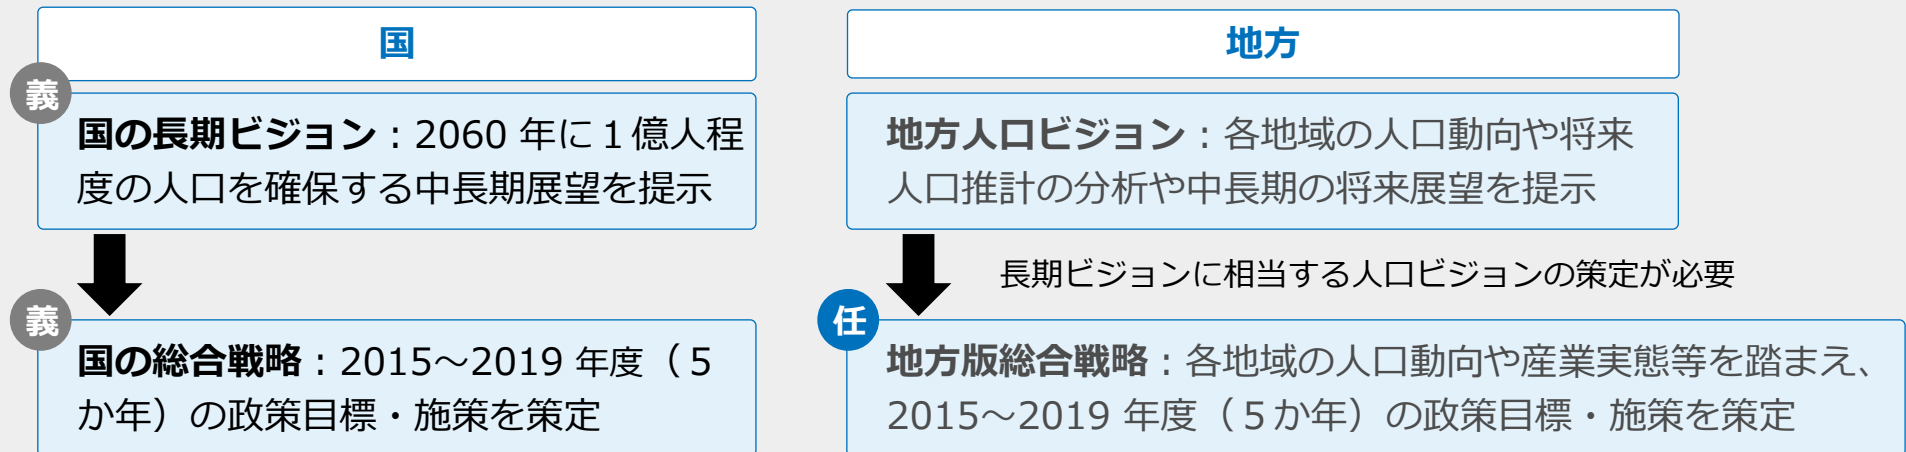 国
義
国の長期ビジョン：2060 年に１億人程
度の人口を確保する中長期展望を提示
義
国の総合戦略：2015～2019 年度（５
か年）の政策目標・施策を策定
地方
地方人口ビジョン：各地域の人口動向や将来
人口推計の分析や中長期の将来展望を提示
長期ビジョンに相当する人口ビジョンの策定が必要
任
地方版総合戦略：各地域の人口動向や産業実態等を踏まえ、
2015～2019 年度（５か年）の政策目標・施策を策定